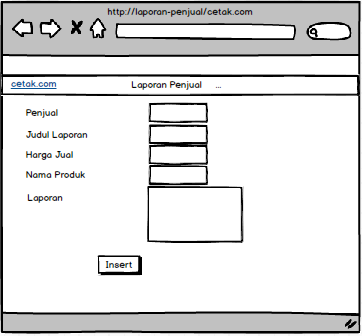 http://laporan-penjual/cetak.com
cetak.com Laporan Penjual ...
Penjual
Judul Laporan
Harga Jual
Nama Produk
Laporan
Insert